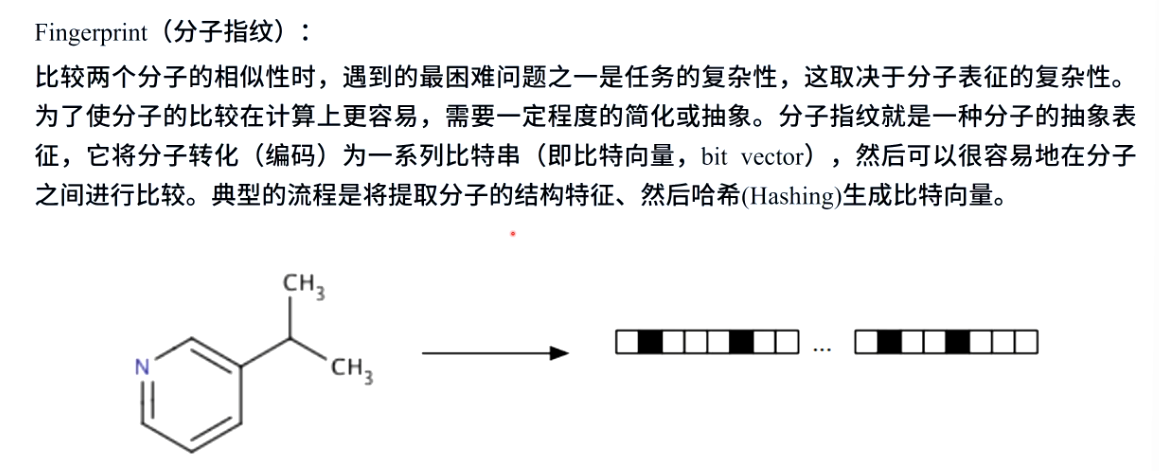 Fingerprint（分子指纹）：
比较两个分子的相似性时，遇到的最困难问题之一是任务的复杂性，这取决于分子表征的复杂性。
为了使分子的比较在计算上更容易，需要一定程度的简化或抽象。分子指纹就是一种分子的抽象表
征，它将分子转化（编码）为一系列比特串（即比特向量，bit vector），然后可以很容易地在分子
之间进行比较。典型的流程是将提取分子的结构特征、然后哈希(Hashing)生成比特向量。
CH3
N
CH3
...